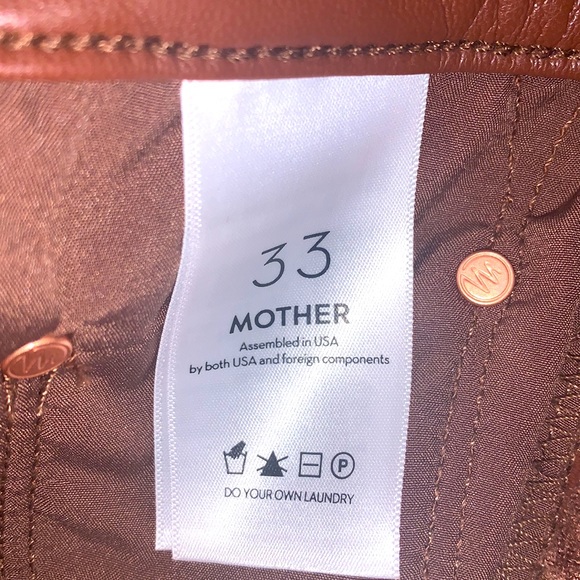 33
MOTHER
Assembled in USA
by both USA and foreign components
P
DO YOUR OWN LAUNDRY